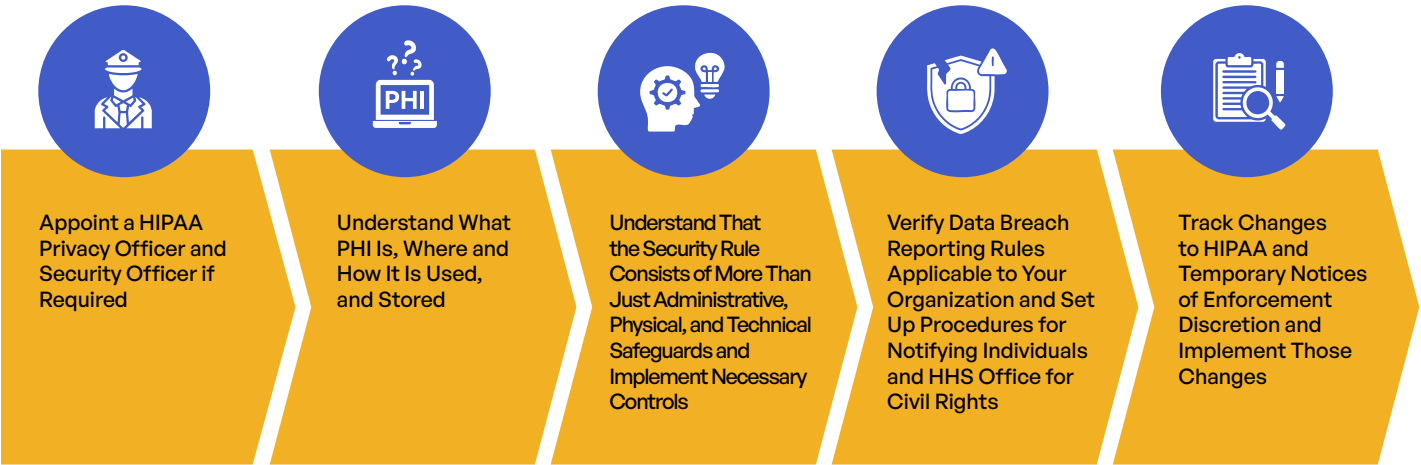 PHI
Appoint a HIPAA
Privacy Officer and
Security Officer if
Required
Understand What
PHI Is, Where and
How It Is Used,
and Stored
Understand That
the Security Rule
Consists of More Than
Just Administrative,
Physical, and Technical
Safeguards and
Implement Necessary
Controls
Verify Data Breach
Reporting Rules
Applicable to Your
Organization and Set
Up Procedures for
Notifying Individuals
and HHS Office for
Civil Rights
Track Changes
to HIPAA and
Temporary Notices
of Enforcement
Discretion and
Implement Those
Changes